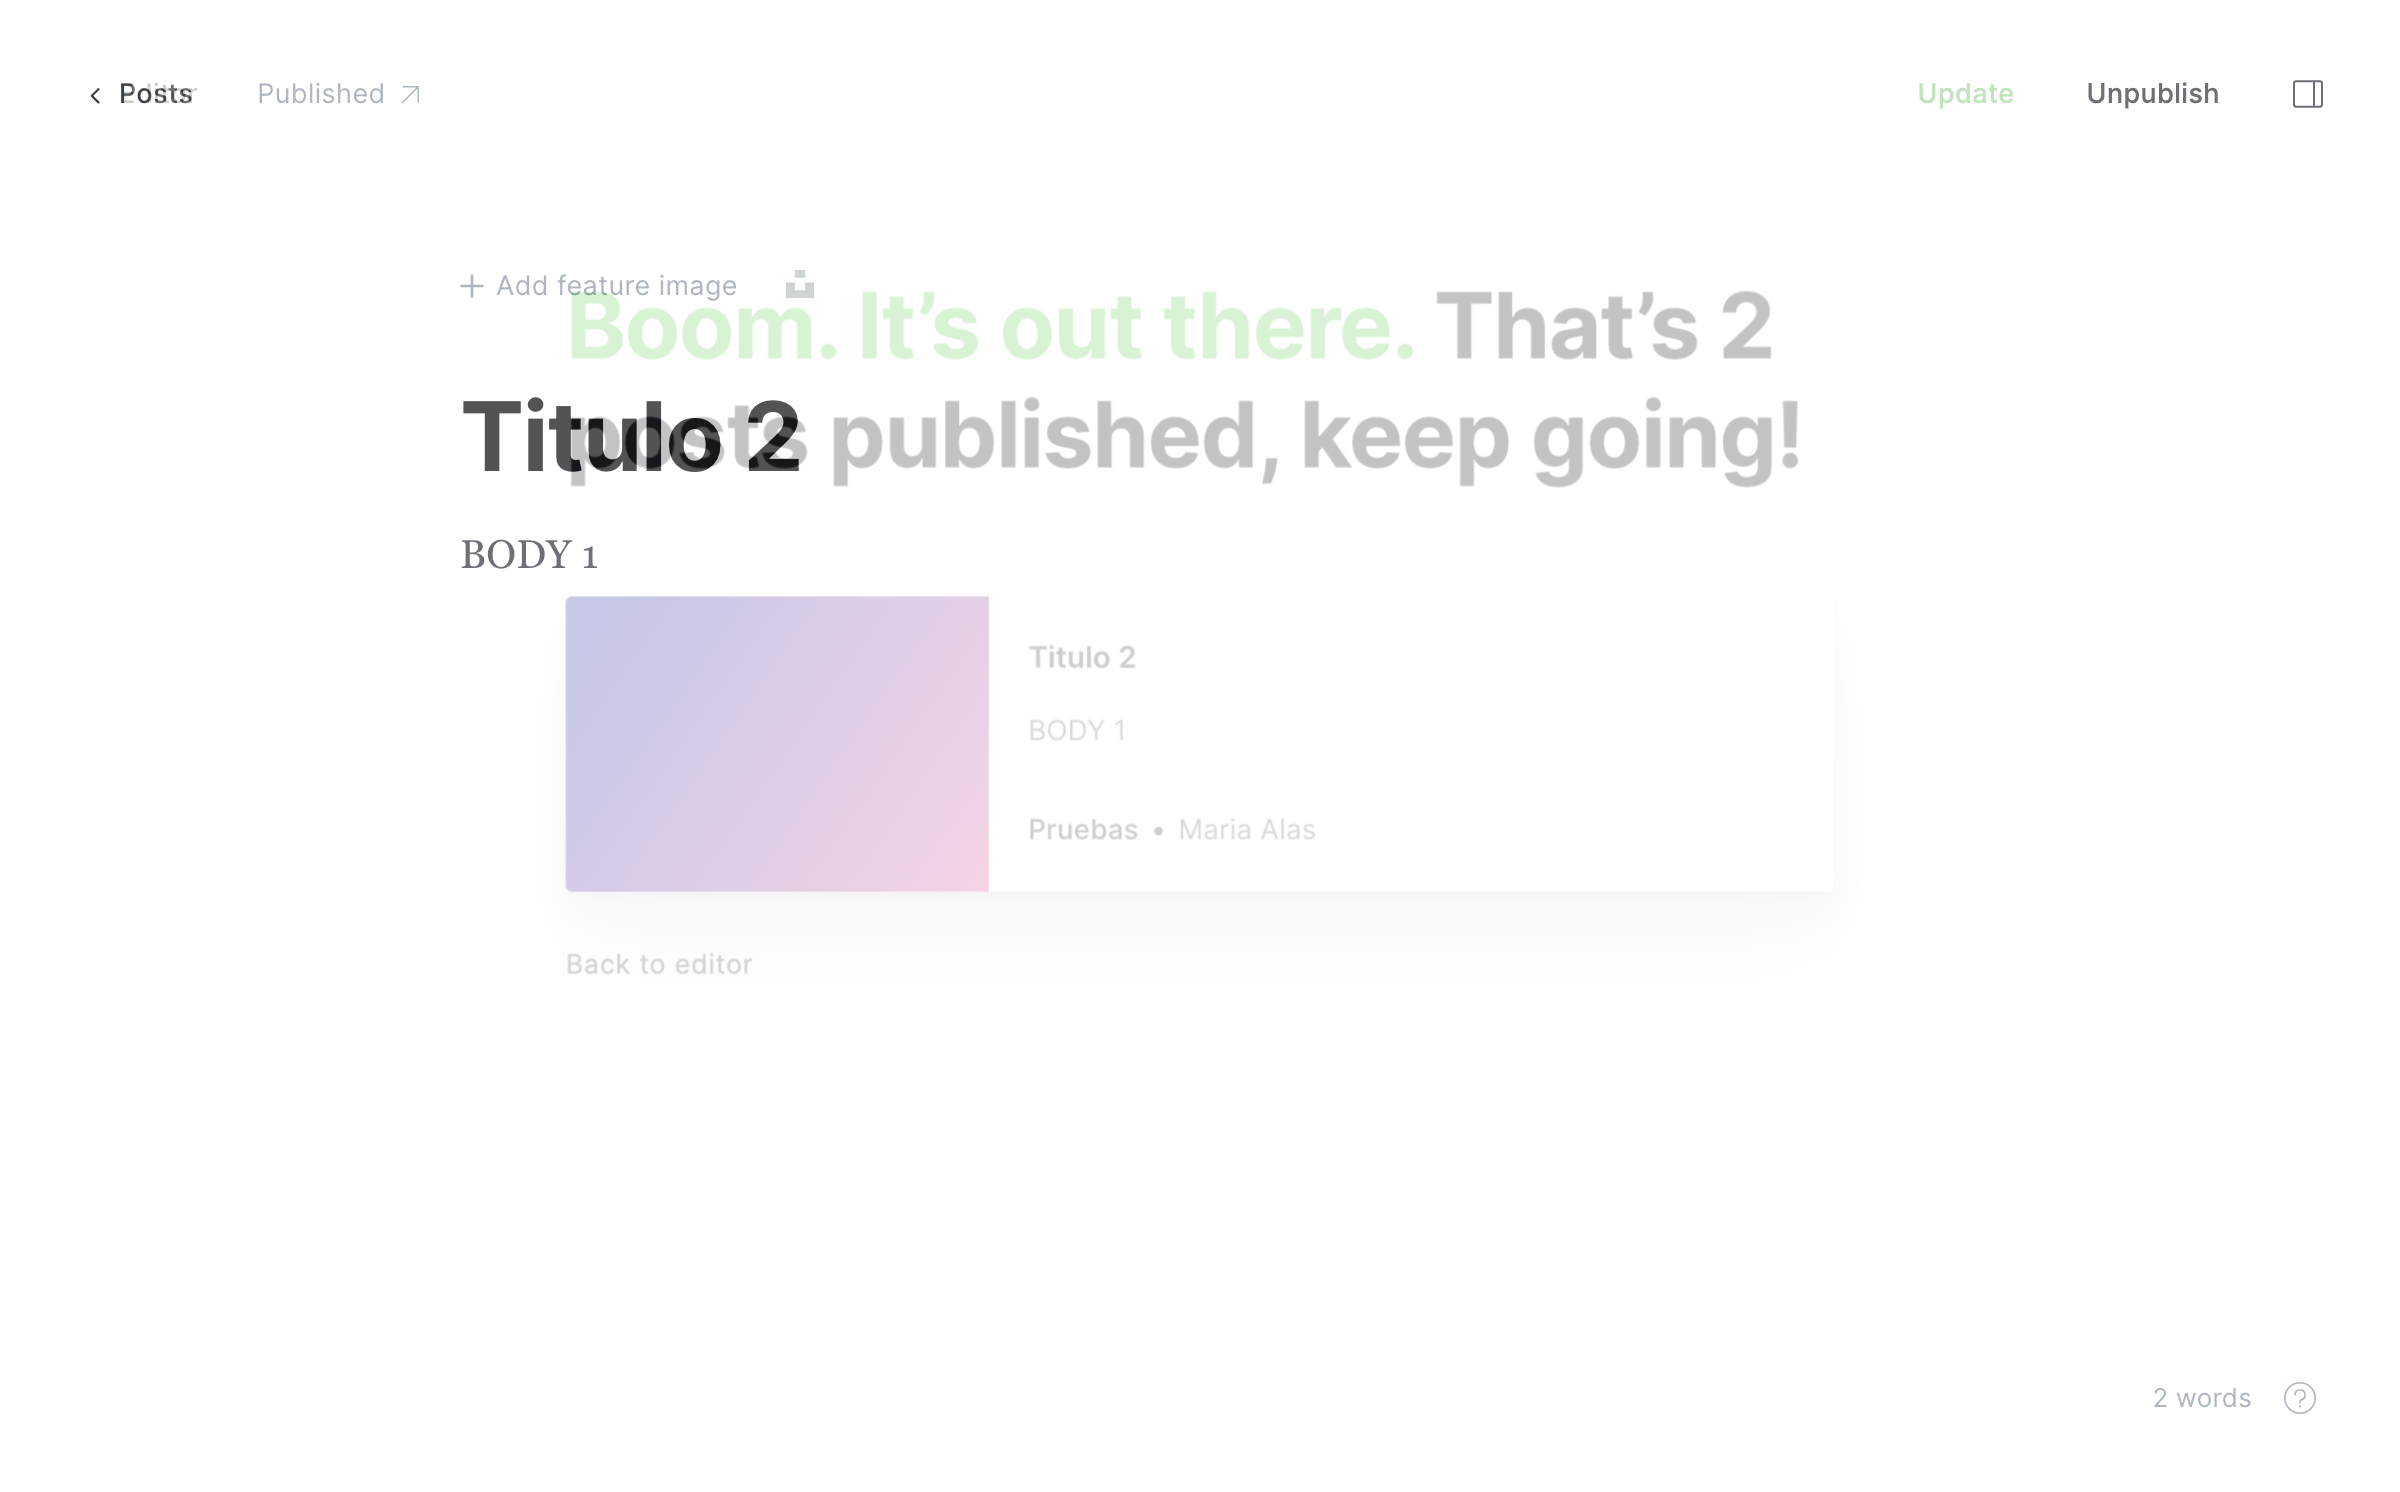 Posts
Editor
Published
Update
Unpublish
Add feature image
Boom. It’s out there. That’s 2
posts published, keep going!
Titulo 2
BODY 1
Titulo 2
BODY 1
Pruebas • Maria Alas
Back to editor
2 words
?